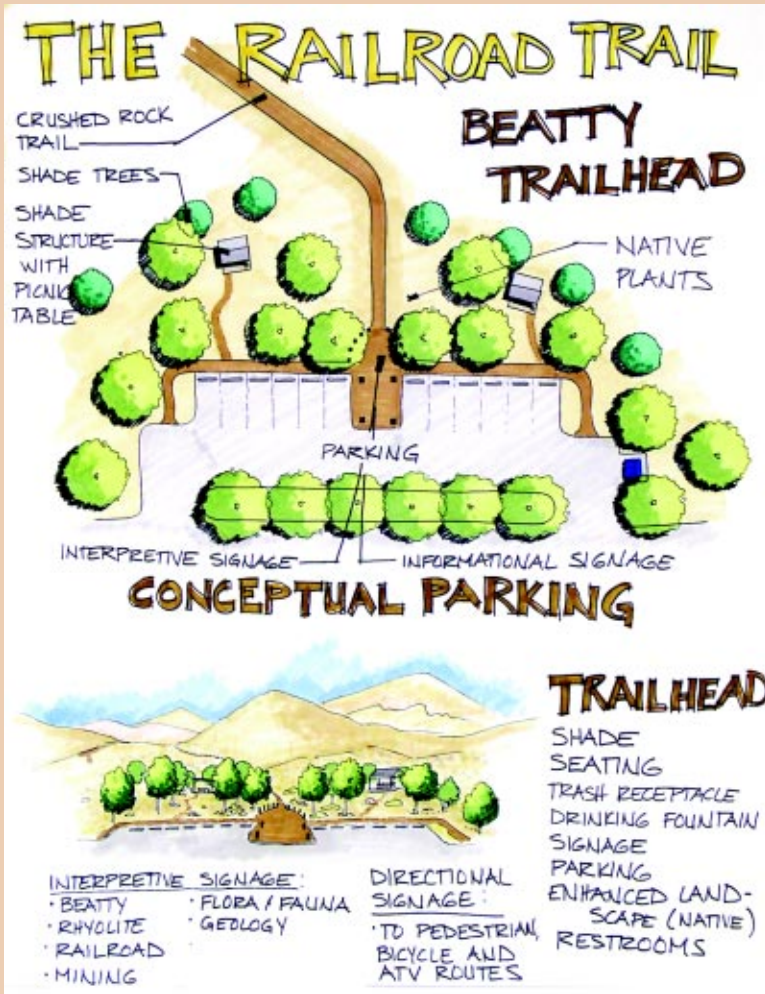 THE RAILROAD TRAIL
BEATTY
TRAILHEAD
CRUSHED ROCK
TRAIL
SHADE TREES
SHADE
STRUCTURE
WITH
PICNIC
TABLE
NATIVE
PLANTS
PARKING
INTERPRETIVE SIGNAGE
INFORMATIONAL SIGNAGE
CONCEPTUAL PARKING
TRAILHEAD
SHADE
SEATING
TRASH RECEPTACLE
DRINKING FOUNTAIN
SIGNAGE
PARKING
ENHANCED LAND-
SCAPE (NATIVE)
RESTROOMS
INTERPRETIVE SIGNAGE:
• BEATTY
• RHYOLITE
• RAILROAD
• MINING
• FLORA / FAUNA
• GEOLOGY
DIRECTIONAL
SIGNAGE:
• TO PEDESTRIAN,
BICYCLE AND
ATV ROUTES